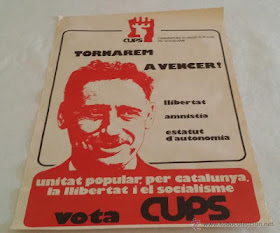 CUPS
TORNAREM
A VENCER!
llibertat
amnistia
estatut
d'autonomia
unitat popular, per catalunya,
la llibertat i el socialisme
vota CUPS